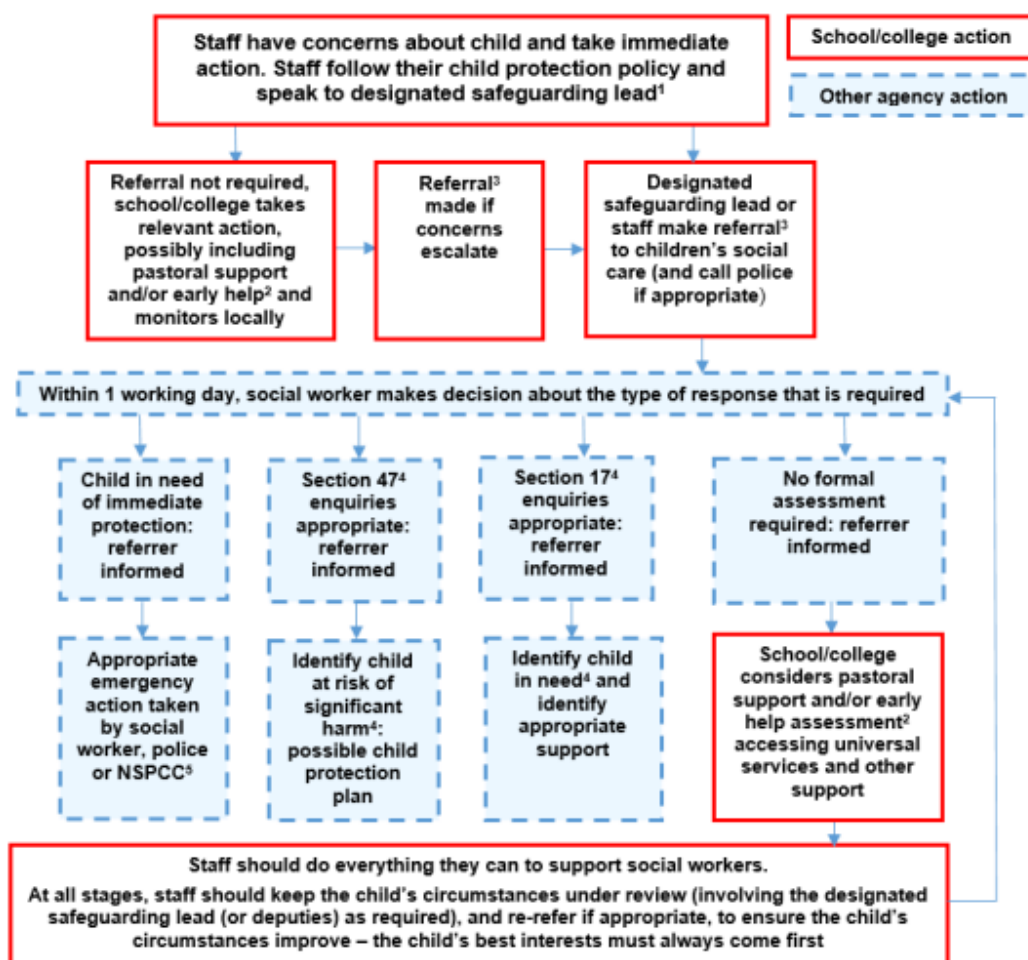 Staff have concerns about child and take immediate
action. Staff follow their child protection policy and
speak to designated safeguarding lead¹
School/college action
Other agency action
Referral not required,
school/college takes
relevant action,
possibly including
pastoral support
and/or early help² and
monitors locally
Referral³
made if
concerns
escalate
Designated
safeguarding lead or
staff make referral³
to children's social
care (and call police
if appropriate)
Within 1 working day, social worker makes decision about the type of response that is required
Child in need
of immediate
protection:
referrer
informed
Section 47⁴
enquiries
appropriate:
referrer
informed
Section 17⁴
enquiries
appropriate:
referrer
informed
No formal
assessment
required: referrer
informed
Appropriate
emergency
action taken
by social
worker, police
or NSPCC⁵
Identify child
at risk of
significant
harm⁴:
possible child
protection
plan
Identify child
in need⁴ and
identify
appropriate
support
School/college
considers pastoral
support and/or early
help assessment²
accessing universal
services and other
support
Staff should do everything they can to support social workers.
At all stages, staff should keep the child's circumstances under review (involving the designated
safeguarding lead (or deputies) as required), and re-refer if appropriate, to ensure the child's
circumstances improve – the child's best interests must always come first